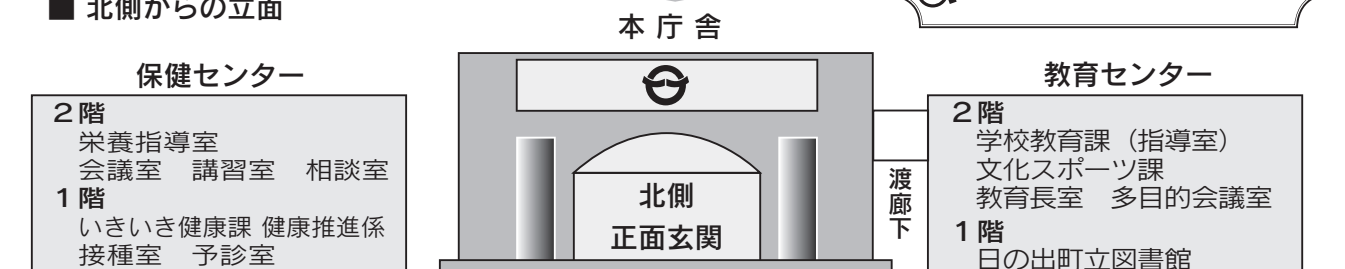 ■ 北側からの立面
本庁舎
保健センター
2階
栄養指導室
会議室　講習室　相談室
1階
いきいき健康課 健康推進係
接種室　予診室
北側
正面玄関
渡廊下
教育センター
2階
学校教育課（指導室）
文化スポーツ課
教育長室　多目的会議室
1階
日の出町立図書館